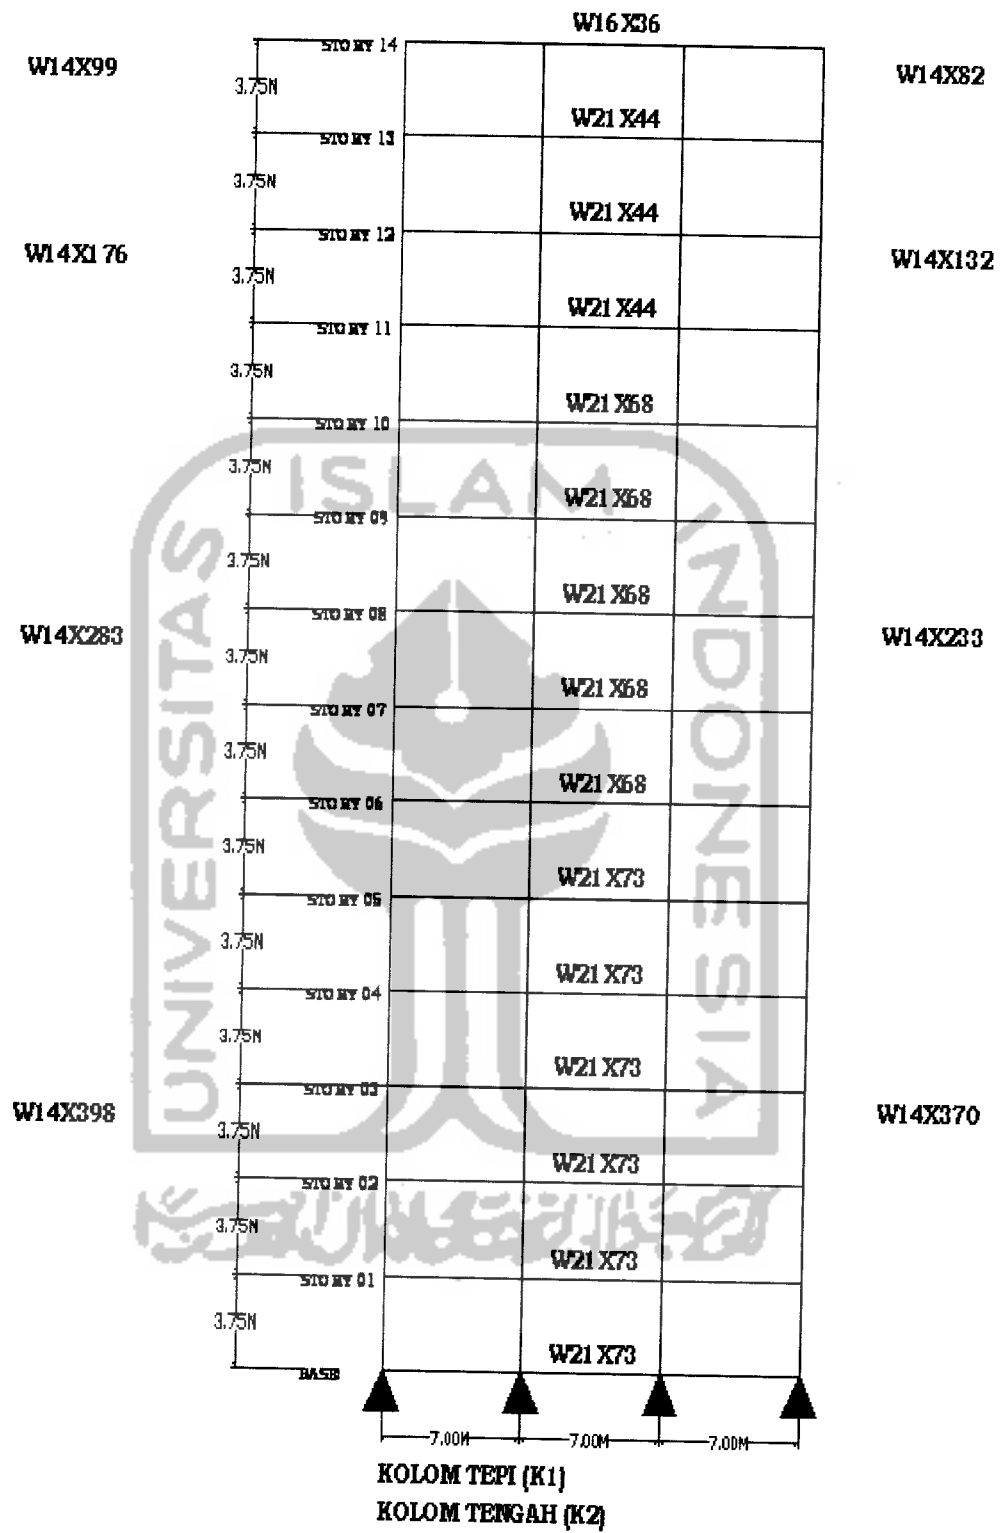 W16X36
STORY 14
W14X99
W14X82
3.75M
W21X44
STORY 13
3.75M
W21X44
STORY 12
W14X176
W14X132
3.75M
W21X44
STORY 11
3.75M
W21X68
STORY 10
3.75M
ISLAM
W21X68
STORY 09
3.75M
W21X68
STORY 08
W14X283
W14X233
3.75M
W21X68
STORY 07
3.75M
W21X68
STORY 06
3.75M
W21X73
STORY 05
3.75M
W21X73
STORY 04
3.75M
W21X73
STORY 03
W14X398
W14X370
3.75M
W21X73
STORY 02
3.75M
W21X73
STORY 01
3.75M
W21X73
BASE
UNIVERSITAS
INDONESIA
7.00M 7.00M 7.00M
KOLOM TEPI (K1)
KOLOM TENGAH (K2)